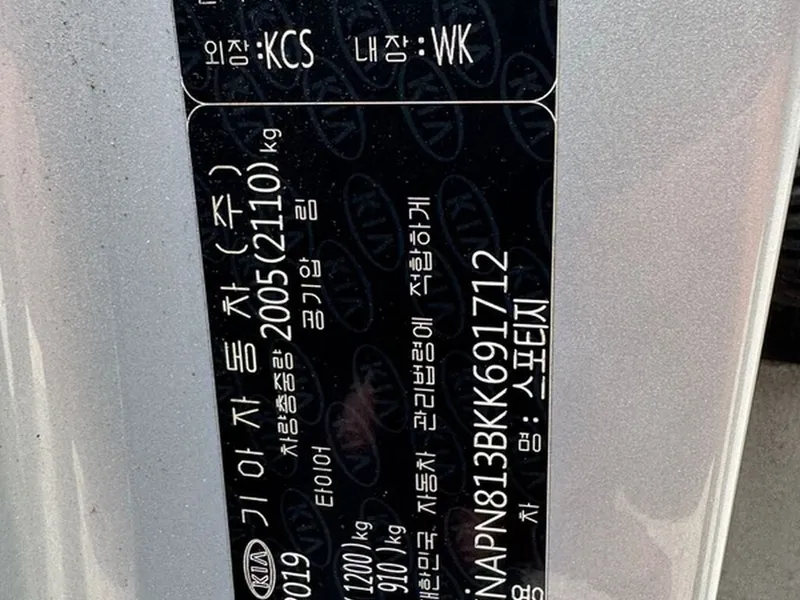 외장:KCS 내장:WK
KIA 기아자동차(주)
2019 차량총중량 2005(2110)kg
타이어 공기압 림
1200)kg
910)kg
대한민국 자동차 관리법령에 적합하게
NAPN813BKK691712
차 명: 스포티지